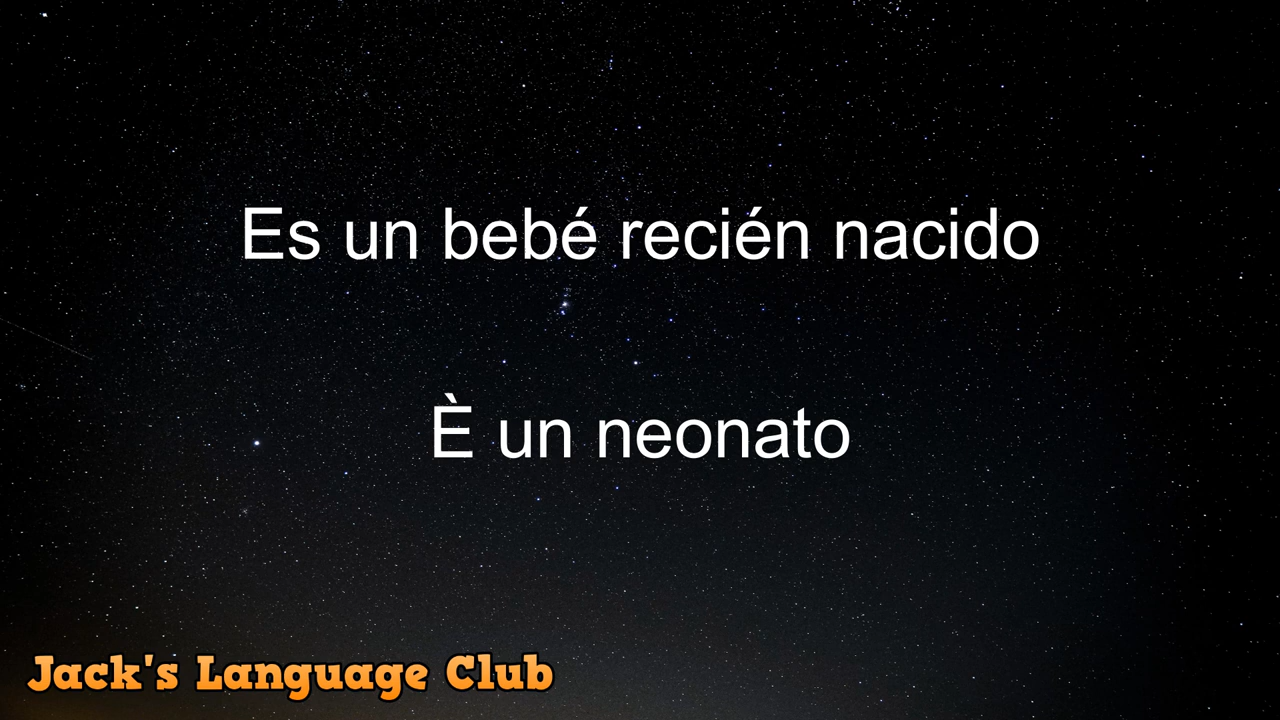 Es un bebé recién nacido
È un neonato
Jack's Language Club